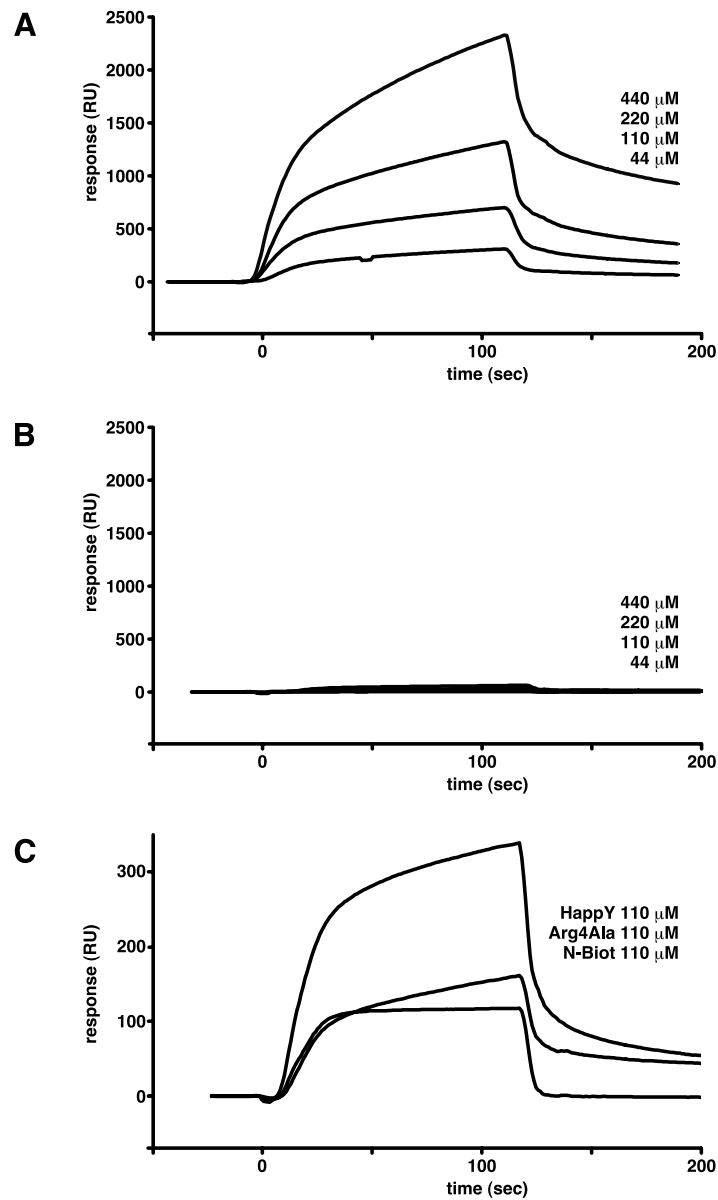 A
2500
2000
1500
1000
500
0
response (RU)
440 μM
220 μM
110 μM
44 μM
0
100
200
time (sec)
B
2500
2000
1500
1000
500
0
response (RU)
440 μM
220 μM
110 μM
44 μM
0
100
200
time (sec)
C
300
200
100
0
response (RU)
HappY 110 μM
Arg4Ala 110 μM
N-Biot 110 μM
0
100
200
time (sec)